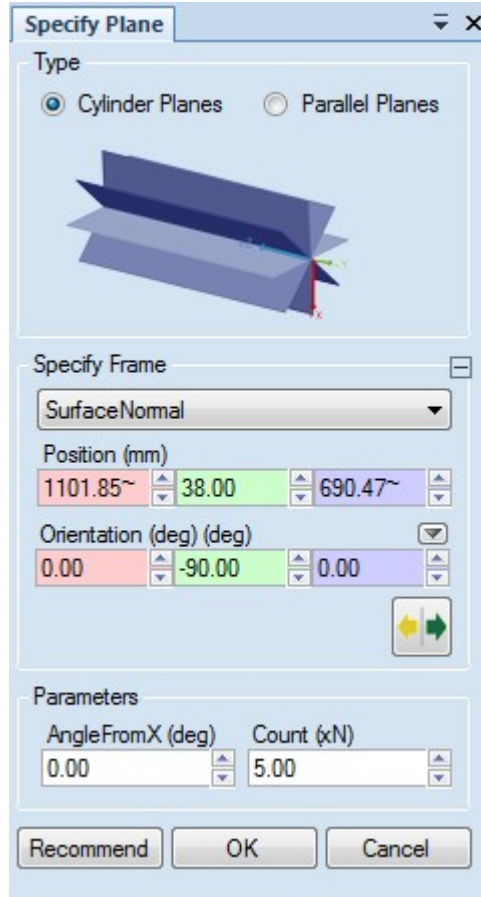 Specify Plane
Type
Cylinder Planes Parallel Planes
Z
Y
X
Specify Frame
SurfaceNormal
Position (mm)
1101.85~ 38.00 690.47~
Orientation (deg) (deg)
0.00 -90.00 0.00
Parameters
AngleFromX (deg) Count (xN)
0.00 5.00
Recommend OK Cancel